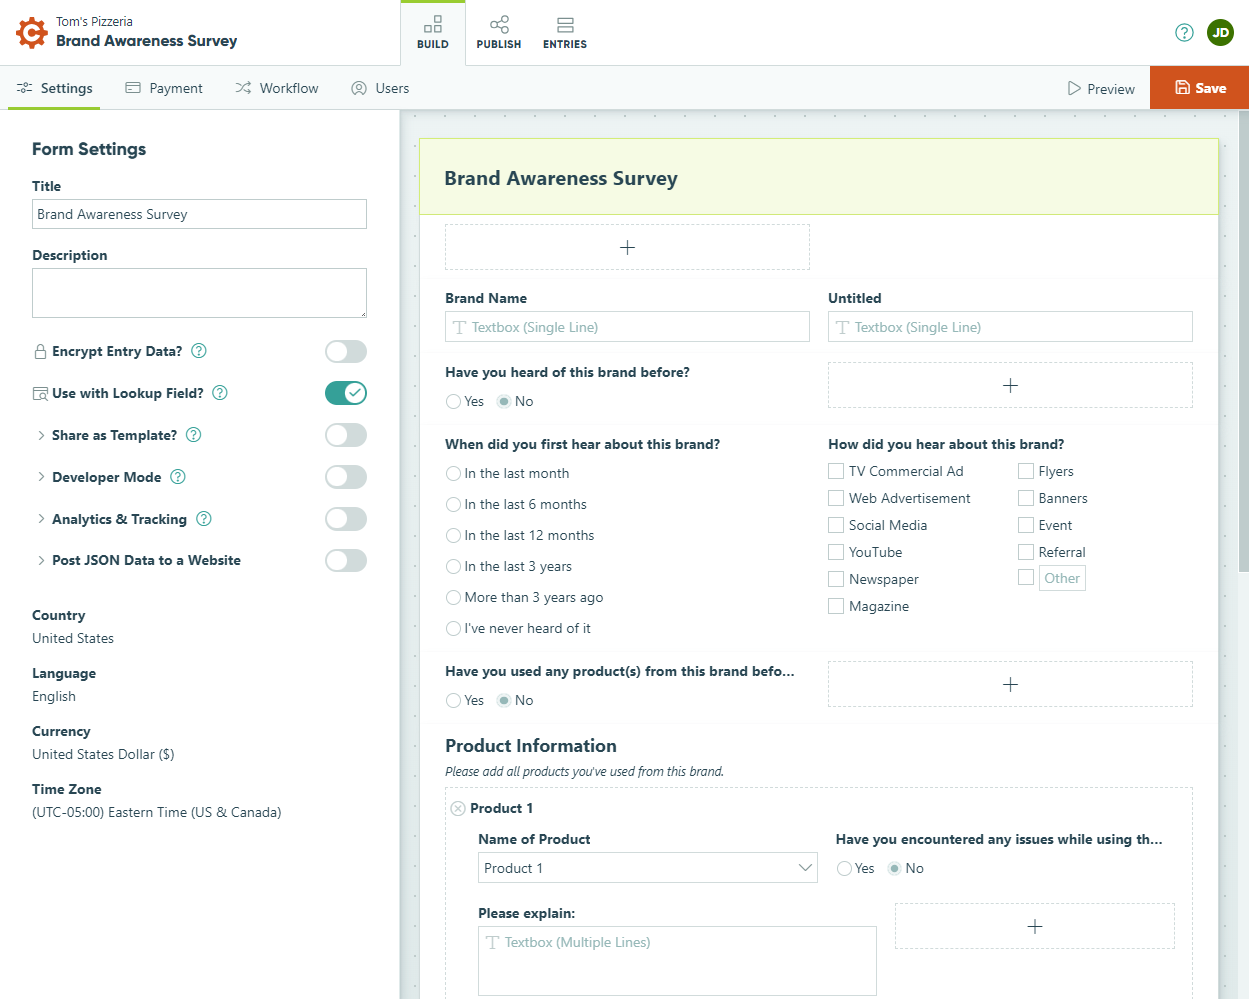 Tom's Pizzeria
Brand Awareness Survey
BUILD
PUBLISH
ENTRIES
?
JD
Settings
Payment
Workflow
Users
Preview
Save
Form Settings
Title
Brand Awareness Survey
Description
Encrypt Entry Data? ?
Use with Lookup Field? ?
Share as Template? ?
Developer Mode ?
Analytics & Tracking ?
Post JSON Data to a Website
Country
United States
Language
English
Currency
United States Dollar ($)
Time Zone
(UTC-05:00) Eastern Time (US & Canada)
Brand Awareness Survey
Brand Name
Textbox (Single Line)
Untitled
Textbox (Single Line)
Have you heard of this brand before?
Yes No
When did you first hear about this brand?
In the last month
In the last 6 months
In the last 12 months
In the last 3 years
More than 3 years ago
I've never heard of it
How did you hear about this brand?
TV Commercial Ad
Web Advertisement
Social Media
YouTube
Newspaper
Magazine
Flyers
Banners
Event
Referral
Other
Have you used any product(s) from this brand befo...
Yes No
Product Information
Please add all products you've used from this brand.
Product 1
Name of Product
Product 1
Have you encountered any issues while using th...
Yes No
Please explain:
Textbox (Multiple Lines)